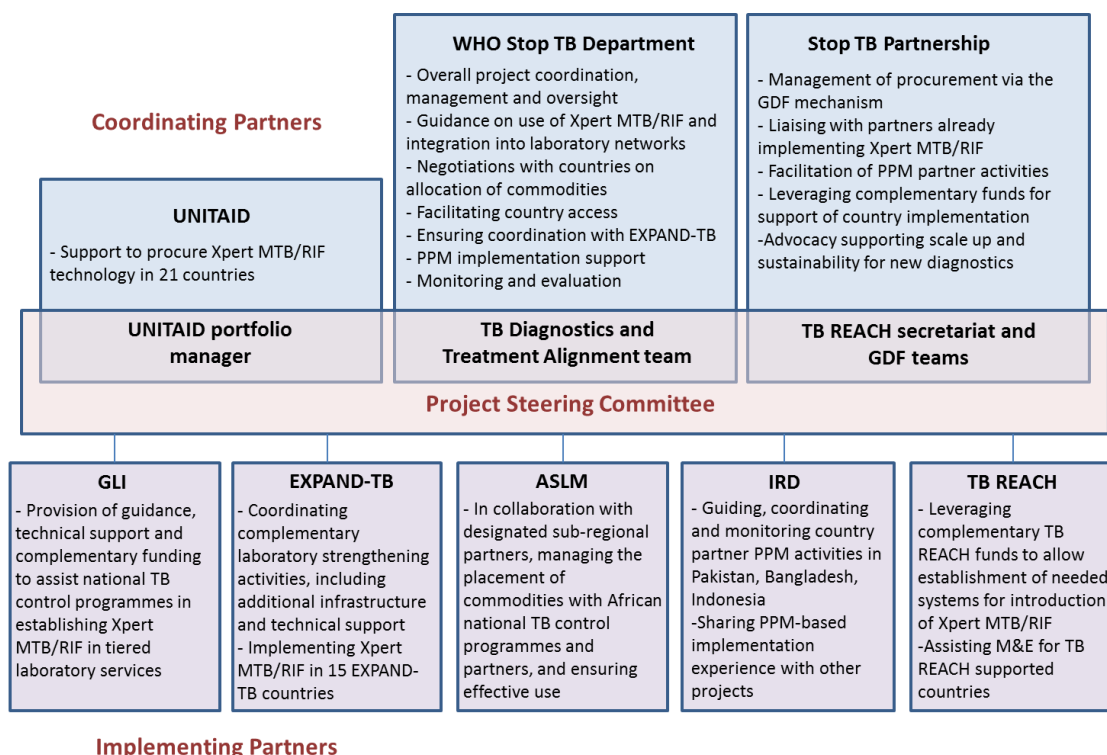 Coordinating Partners
UNITAID
- Support to procure Xpert MTB/RIF
technology in 21 countries
UNITAID portfolio
manager
WHO Stop TB Department
- Overall project coordination,
management and oversight
- Guidance on use of Xpert MTB/RIF and
integration into laboratory networks
- Negotiations with countries on
allocation of commodities
- Facilitating country access
- Ensuring coordination with EXPAND-TB
- PPM implementation support
- Monitoring and evaluation
TB Diagnostics and
Treatment Alignment team
Stop TB Partnership
- Management of procurement via the
GDF mechanism
- Liaising with partners already
implementing Xpert MTB/RIF
- Facilitation of PPM partner activities
- Leveraging complementary funds for
support of country implementation
-Advocacy supporting scale up and
sustainability for new diagnostics
TB REACH secretariat and
GDF teams
Project Steering Committee
GLI
- Provision of guidance,
technical support and
complementary funding
to assist national TB
control programmes in
establishing Xpert
MTB/RIF in tiered
laboratory services
EXPAND-TB
- Coordinating
complementary
laboratory strengthening
activities, including
additional infrastructure
and technical support
- Implementing Xpert
MTB/RIF in 15 EXPAND-
TB countries
ASLM
- In collaboration with
designated sub-regional
partners, managing the
placement of
commodities with African
national TB control
programmes and
partners, and ensuring
effective use
IRD
- Guiding, coordinating
and monitoring country
partner PPM activities in
Pakistan, Bangladesh,
Indonesia
-Sharing PPM-based
implementation
experience with other
projects
TB REACH
- Leveraging
complementary TB
REACH funds to allow
establishment of needed
systems for introduction
of Xpert MTB/RIF
-Assisting M&E for TB
REACH supported
countries
Implementing Partners